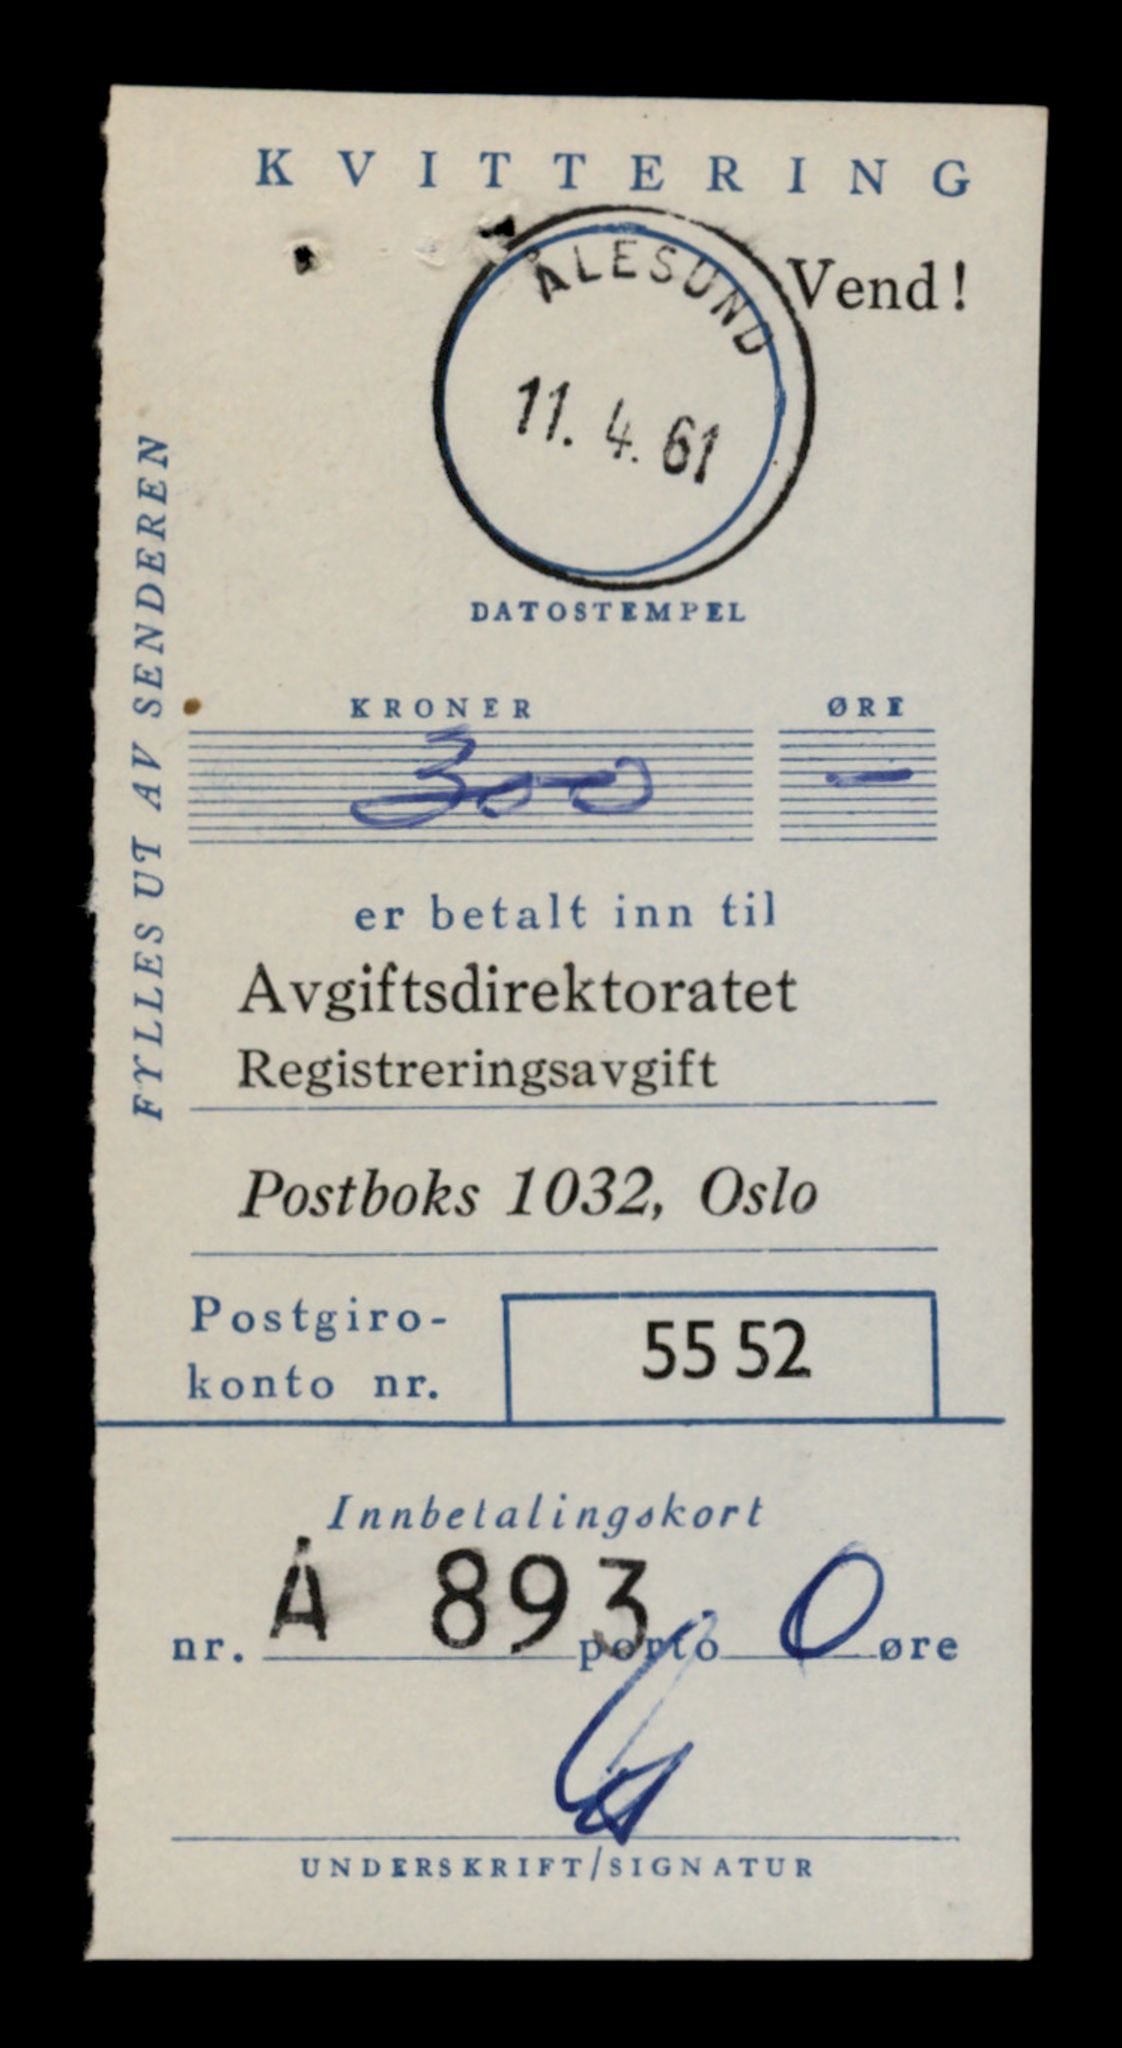 KVITTERING
Vend!
ÅLESUND
11. 4. 61
DATOSTEMPEL
FYLLES UT AV SENDEREN
KRONER ØRE
300 —
er betalt inn til
Avgiftsdirektoratet
Registreringsavgift
Postboks 1032, Oslo
Postgiro-
konto nr.
55 52
Innbetalingskort
nr. Å 893 porto 0 øre
UNDERSKRIFT/SIGNATUR